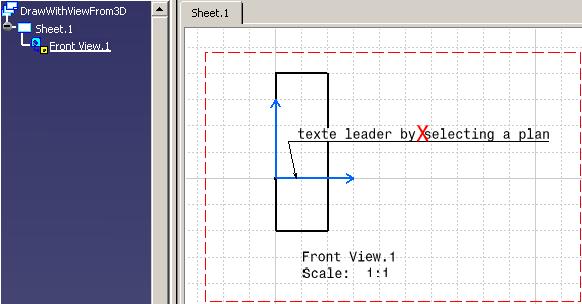 DrawWithViewFrom3D
Sheet.1
Front View.1
Sheet.1
texte leader by selecting a plan
Front View.1
Scale: 1:1